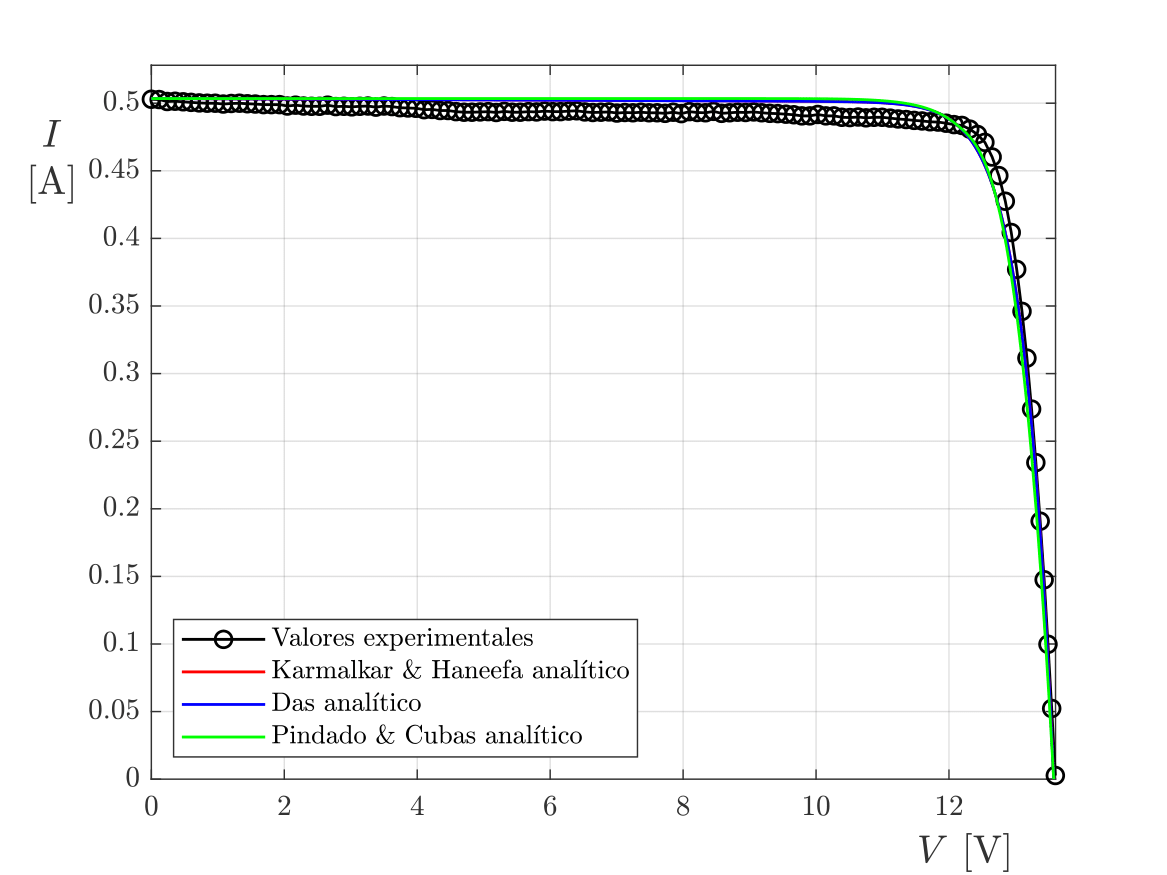 I
[A]
0.5
0.45
0.4
0.35
0.3
0.25
0.2
0.15
0.1
0.05
0
Valores experimentales
Karmalkar & Haneefa analítico
Das analítico
Pindado & Cubas analítico
0 2 4 6 8 10 12
V [V]